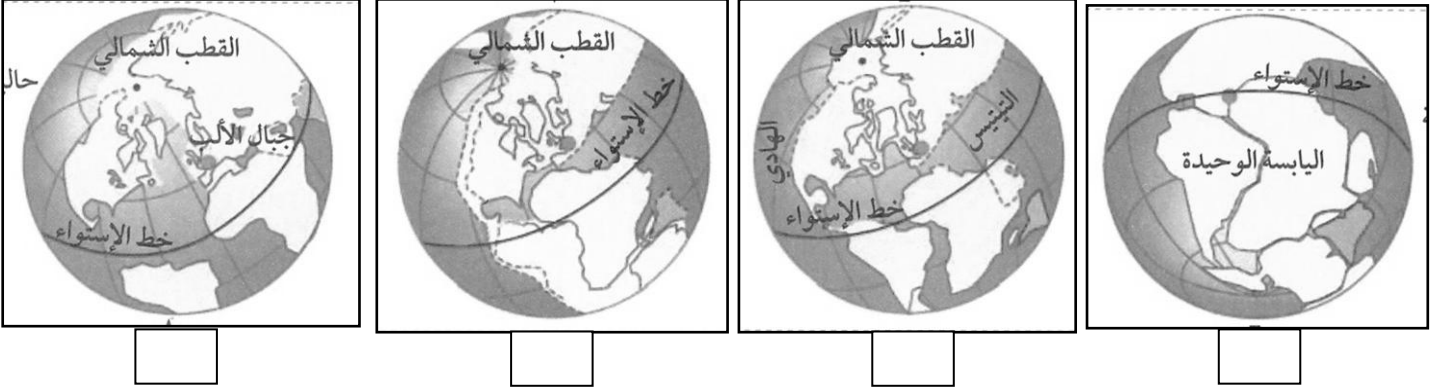 القطب الشمالي
خط الإستواء
اليابسة الوحيدة
القطب الشمالي
التيتيس
الهادي
خط الإستواء
القطب الشمالي
خط الإستواء
حال
جبال الألب
خط الإستواء